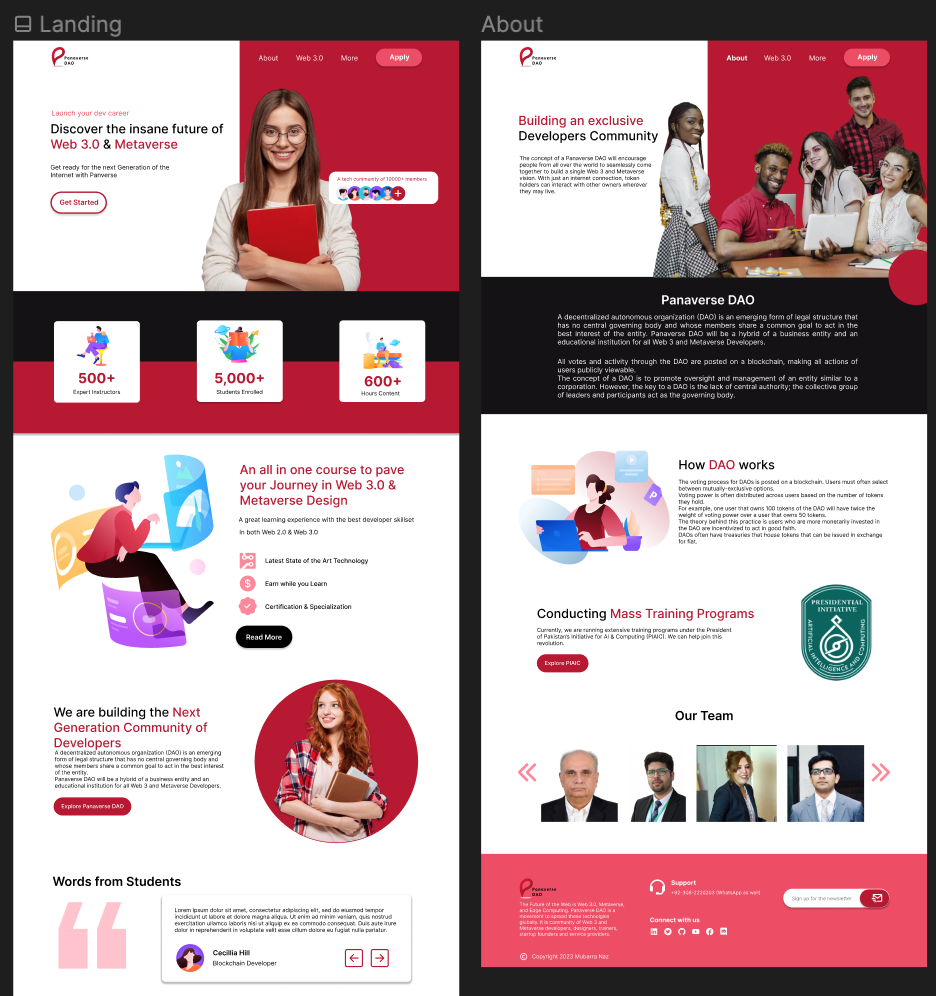 Landing
Panaverse
DAO
About
Web 3.0
More
Apply
Launch your dev career
Discover the insane future of
Web 3.0 & Metaverse
Get ready for the next Generation of the
Internet with Panverse
Get Started
A tech community of 10000+ members
500+
Expert Instructors
5,000+
Students Enrolled
600+
Hours Content
An all in one course to pave
your Journey in Web 3.0 &
Metaverse Design
A great learning experience with the best developer skillset
In both Web 2.0 & Web 3.0
Latest State of the Art Technology
$
Earn while you Learn
Certification & Specialization
Read More
We are building the Next
Generation Community of
Developers
A decentralized autonomous organization (DAO) is an emerging
form of legal structure that has no central governing body and
whose members share a common goal to act in the best interest
of the entity.
Panaverse DAO will be a hybrid of a business entity and an
educational institution for all Web 3 and Metaverse Developers.
Explore Panaverse DAO
Words from Students
Lorem ipsum dolor sit amet, consectetur adipiscing elit, sed do eiusmod tempor
incididunt ut labore et dolore magna aliqua. Ut enim ad minim veniam, quis nostrud
exercitation ullamco laboris nisi ut aliquip ex ea commodo consequat. Duis aute irure
dolor in reprehenderit in voluptate velit esse cillum dolore eu fugiat nulla pariatur.
Cecillia Hill
Blockchain Developer
About
Panaverse
DAO
About
Web 3.0
More
Apply
Building an exclusive
Developers Community
The concept of a Panaverse DAO will encourage
people from all over the world to seamlessly come
together to build a single Web 3 and Metaverse
vision. With just an internet connection, token
holders can interact with other owners wherever
they may live.
Panaverse DAO
A decentralized autonomous organization (DAO) is an emerging form of legal structure that
has no central governing body and whose members share a common goal to act in the
best interest of the entity. Panaverse DAO will be a hybrid of a business entity and an
educational institution for all Web 3 and Metaverse Developers.
All votes and activity through the DAO are posted on a blockchain, making all actions of
users publicly viewable.
The concept of a DAO is to promote oversight and management of an entity similar to a
corporation. However, the key to a DAO is the lack of central authority; the collective group
of leaders and participants act as the governing body.
P
How DAO works
The voting process for DAOs is posted on a blockchain. Users must often select
between mutually-exclusive options.
Voting power is often distributed across users based on the number of tokens
they hold.
For example, one user that owns 100 tokens of the DAO will have twice the
weight of voting power over a user that owns 50 tokens.
The theory behind this practice is users who are more monetarily invested in
the DAO are incentivized to act in good faith.
DAOs often have treasuries that house tokens that can be issued in exchange
for fiat.
Conducting Mass Training Programs
Currently, we are running extensive training programs under the President
of Pakistan's Initiative for AI & Computing (PIAIC). We can help join this
revolution.
Explore PIAIC
PRESIDENTIAL
INITIATIVE
ARTIFICIAL INTELLIGENCE AND COMPUTING
Our Team
Panaverse
DAO
The Future of the Web is Web 3.0, Metaverse,
and Edge Computing. Panaverse DAO is a
movement to spread these technologies
globally. It is community of Web 3 and
Metaverse developers, designers, trainers,
startup founders and service providers.
Support
+92-308-2220203 (WhatsApp as well)
Connect with us
Sign up for the newsletter
© Copyright 2023 Mubarra Naz